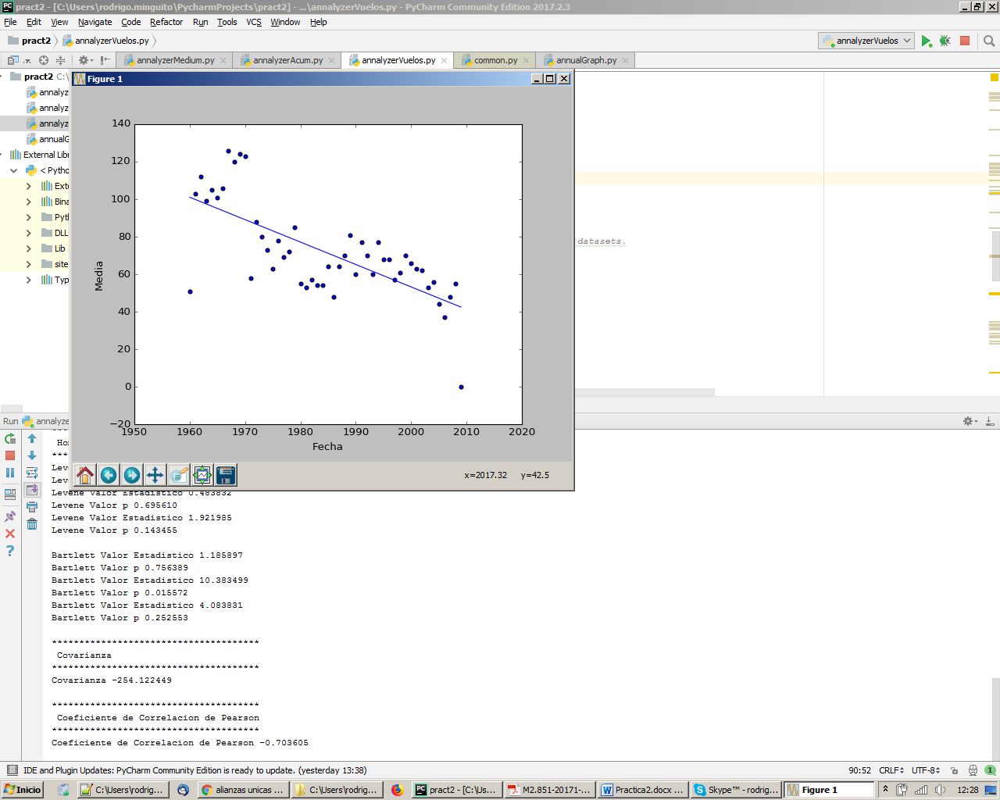 pract2 - [C:\Users\rodrigo.minguito\PycharmProjects\pract2] - ...\annalyzerVuelos.py - PyCharm Community Edition 2017.2.3
File Edit View Navigate Code Refactor Run Tools VCS Window Help
pract2 annalyzerVuelos.py annalyzerVuelos
annalyzerMedium.py annalyzerAcum.py annalyzerVuelos.py common.py annualGraph.py
pract2 C:\
Figure 1
annalyz
annalyz
annalyz
annualG
External Libr
< Pytho
Exte
Bina
Pyth
DLL
Lib
site
Typ
datasets.
140
120
100
80
60
40
20
0
−20
Media
1950 1960 1970 1980 1990 2000 2010 2020
Fecha
x=2017.32 y=42.5
Run annalyze
****
Ho
***
Leve
Leve
Levene Valor Estadistico 0.483832
Levene Valor p 0.695610
Levene Valor Estadistico 1.921985
Levene Valor p 0.143455
Bartlett Valor Estadistico 1.185897
Bartlett Valor p 0.756389
Bartlett Valor Estadistico 10.383499
Bartlett Valor p 0.015572
Bartlett Valor Estadistico 4.083831
Bartlett Valor p 0.252553
************************************
Covarianza
************************************
Covarianza -254.122449
************************************
Coeficiente de Correlacion de Pearson
************************************
Coeficiente de Correlacion de Pearson -0.703605
IDE and Plugin Updates: PyCharm Community Edition is ready to update. (yesterday 13:38) 90:52 CRLF UTF-8 1
Inicio C:\Users\rodrig... alianzas unicas ... C:\Users\rodrig... pract2 - [C:\Us... M2.851-20171-... Practica2.docx ... Skype™ - rodrig... Figure 1 12:28